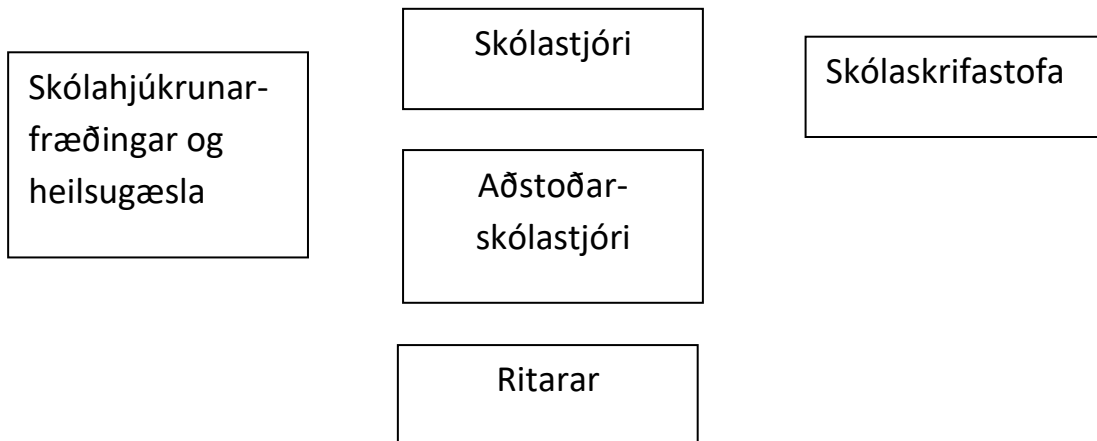 Skólahjúkrunar-
fræðingar og
heilsugæsla
Skólastjóri
Aðstoðar-
skólastjóri
Ritarar
Skólaskrifastofa